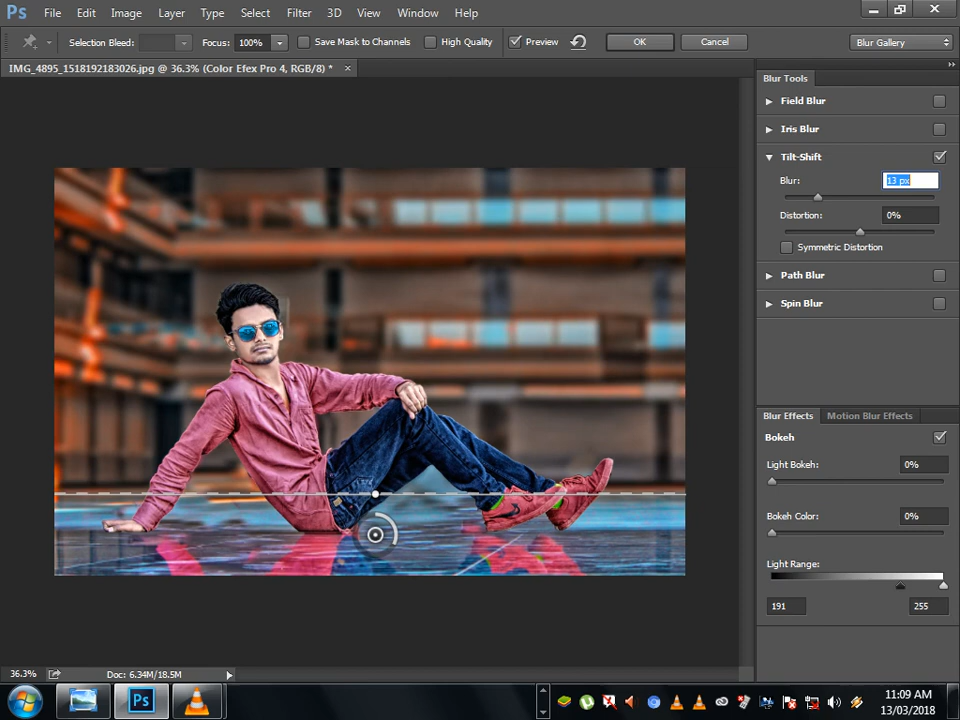 Ps File Edit Image Layer Type Select Filter 3D View Window Help
Selection Bleed: Focus: 100% Save Mask to Channels High Quality Preview OK Cancel Blur Gallery
IMG_4895_1518192183026.jpg @ 36.3% (Color Efex Pro 4, RGB/8) * ×
Blur Tools
Field Blur
Iris Blur
Tilt-Shift
Blur: 13 px
Distortion: 0%
Symmetric Distortion
Path Blur
Spin Blur
Blur Effects Motion Blur Effects
Bokeh
Light Bokeh: 0%
Bokeh Color: 0%
Light Range:
191 255
36.3% Doc: 6.34M/18.5M
Ps
11:09 AM
13/03/2018